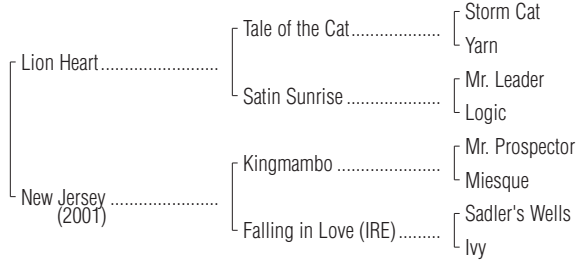 Storm Cat
Tale of the Cat....................
Yarn
Lion Heart..........................
Mr. Leader
Satin Sunrise .....................
Logic
Mr. Prospector
Kingmambo .......................
Miesque
New Jersey ........................
(2001)
Sadler's Wells
Falling in Love (IRE).........
Ivy